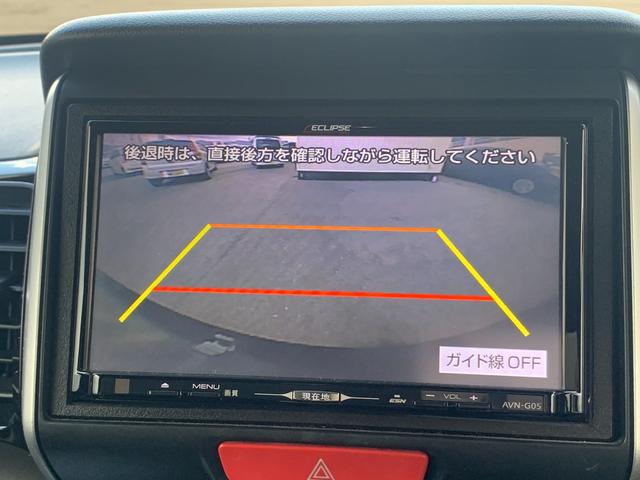 ECLIPSE
後退時は、直接後方を確認しながら運転してください
ガイド線 OFF
MENU 画質 現在地 ESN − VOL + AVN-G05